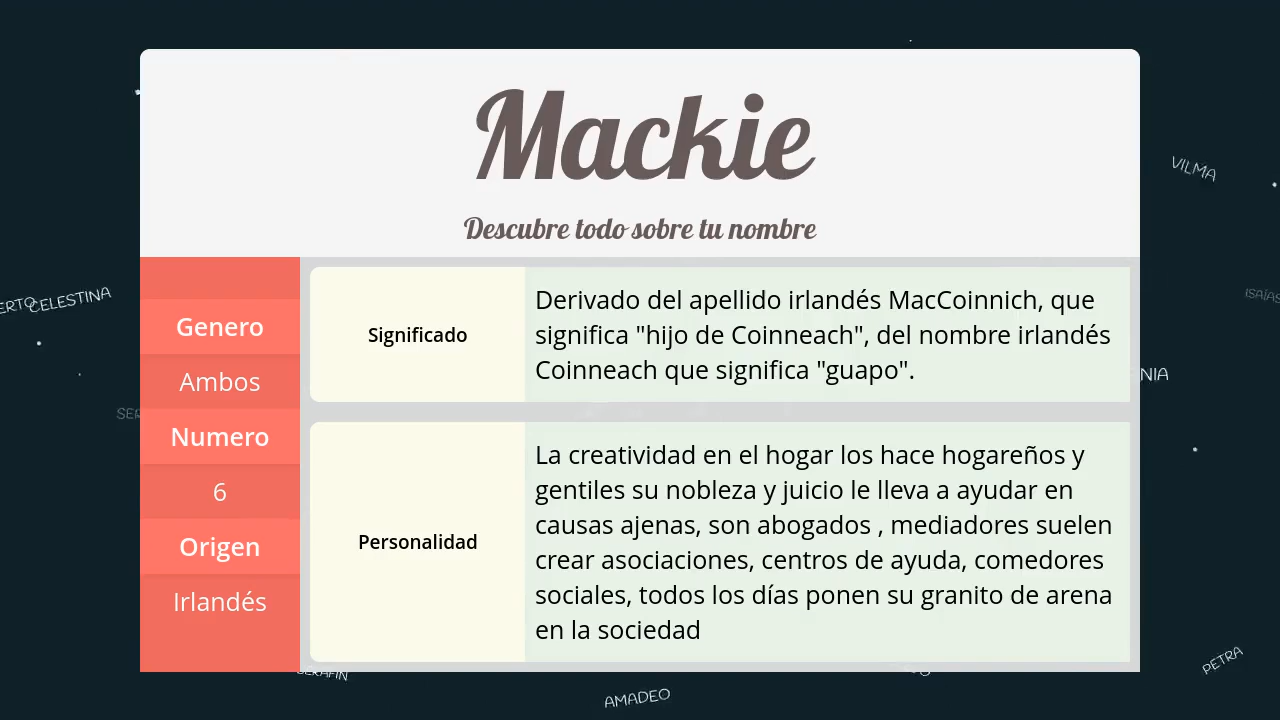 Mackie
Descubre todo sobre tu nombre
VILMA
CELESTINA
Genero
Ambos
Numero
6
Origen
Irlandés
Significado
Derivado del apellido irlandés MacCoinnich, que
significa "hijo de Coinneach", del nombre irlandés
Coinneach que significa "guapo".
Personalidad
La creatividad en el hogar los hace hogareños y
gentiles su nobleza y juicio le lleva a ayudar en
causas ajenas, son abogados , mediadores suelen
crear asociaciones, centros de ayuda, comedores
sociales, todos los días ponen su granito de arena
en la sociedad
SERAFIN
AMADEO
PETRA